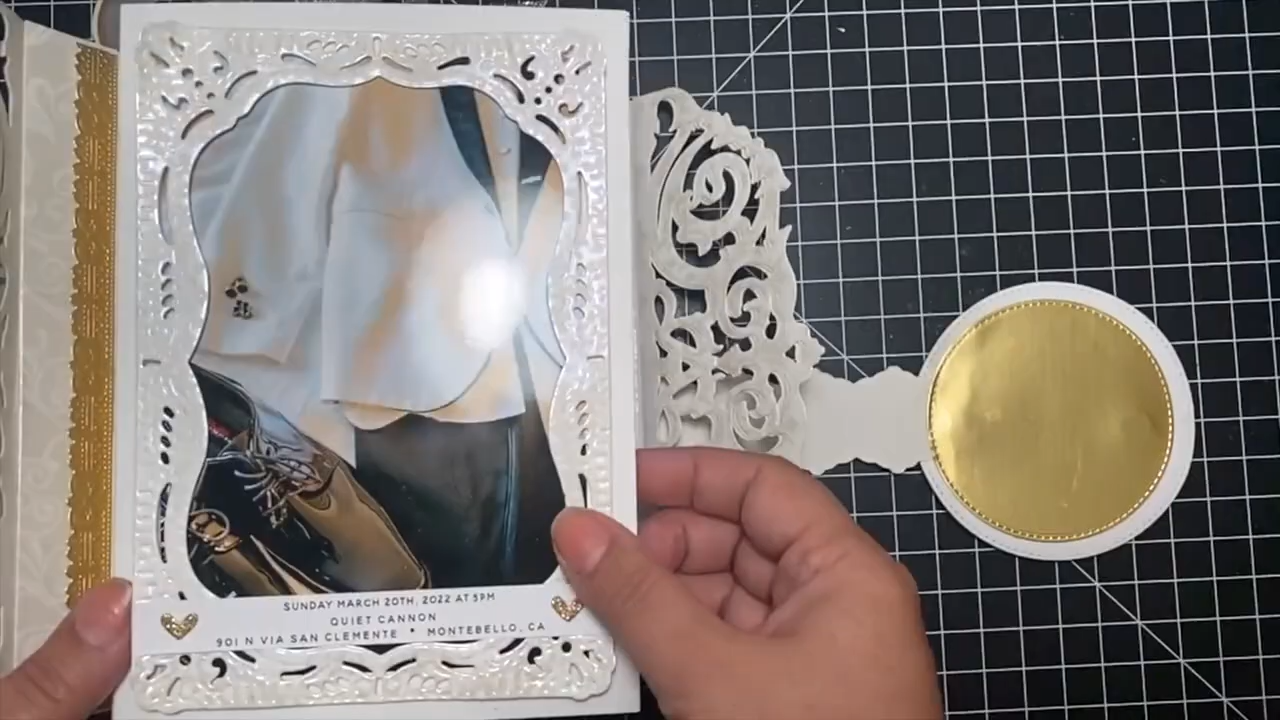 SUNDAY MARCH 20TH, 2022 AT 5PM
QUIET CANNON
901 N VIA SAN CLEMENTE * MONTEBELLO, CA